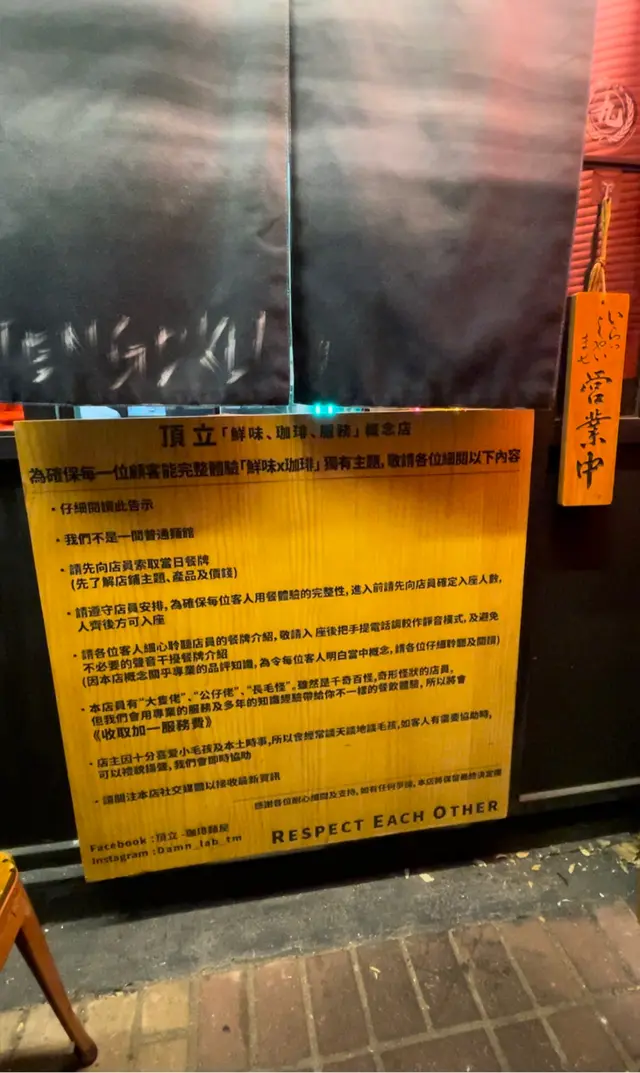 頂立「鮮味、珈琲、服務」概念店
為確保每一位顧客能完整體驗「鮮味x珈琲」獨有主題,敬請各位細閱以下內容
・仔細閱讀此告示
・我們不是一間普通麵館
・請先向店員索取當日餐牌
(先了解店舖主題、產品及價錢)
・請遵守店員安排,為確保每位客人用餐體驗的完整性,進入前請先向店員確定入座人數,
人齊後方可入座
・請各位客人細心聆聽店員的餐牌介紹,敬請入 座後把手提電話調較作靜音模式,及避免
不必要的聲音干擾餐牌介紹
(因本店概念關乎專業的品評知識,為令每位客人明白當中概念,請各位仔細聆聽及閱讀)
・本店員有“大隻佬”、“公仔佬”、“長毛怪”。雖然是千奇百怪,奇形怪狀的店員。
但我們會用專業的服務及多年的知識經驗帶給你不一樣的餐飲體驗,所以將會
《收取加一服務費》
・店主因十分喜愛小毛孩及本土時事,所以會經常談天談地談毛孩,如客人有需要協助時,
可以禮貌揚聲,我們會即時協助
・請關注本店社交媒體以接收最新資訊
感謝各位耐心細閱及支持,如有任何爭議,本店將保留最終決定權
Facebook :頂立 -珈琲麵屋
Instagram :Damn_lab_tm
RESPECT EACH OTHER
いらっしゃいませ
営業中